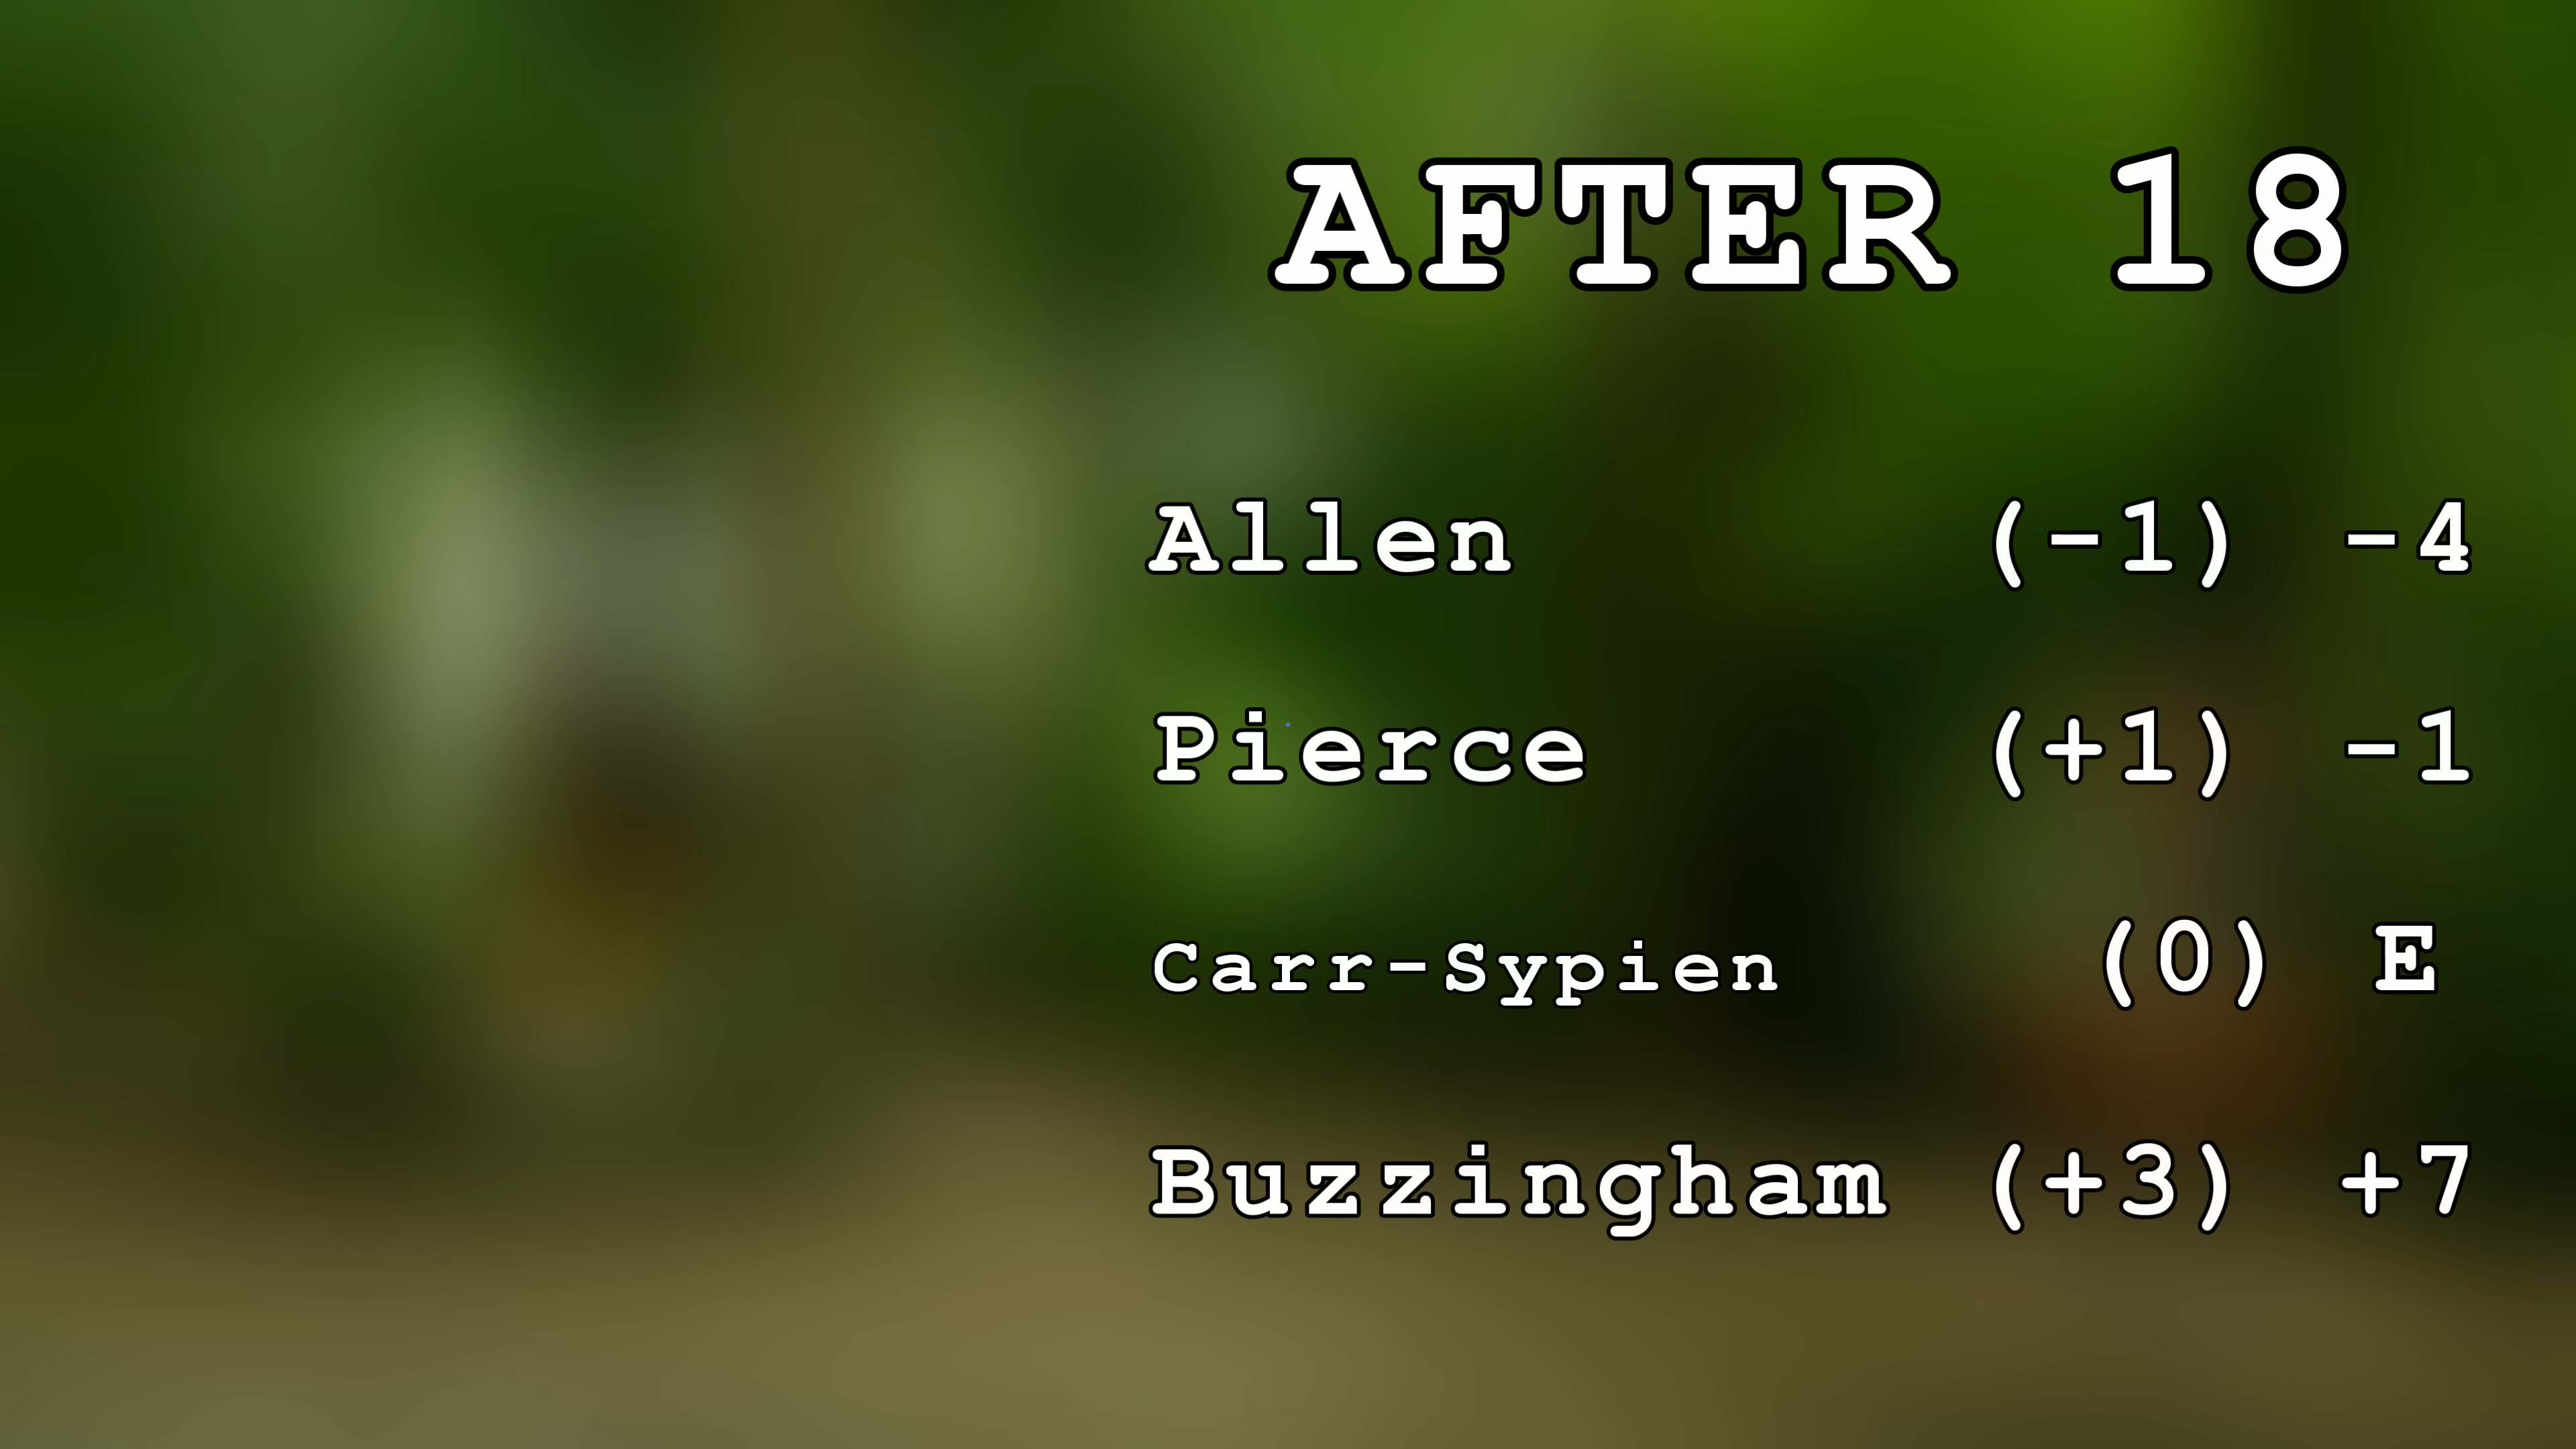 AFTER 18
Allen (-1) -4
Pierce (+1) -1
Carr-Sypien (0) E
Buzzingham (+3) +7